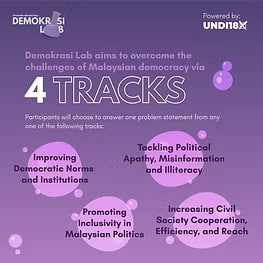 DEMOKRASI
LAB
Powered by:
UNDI18
Demokrasi Lab aims to overcome the
challenges of Malaysian democracy via
4 TRACKS
Participants will choose to answer one problem statement from any
one of the following tracks:
Improving
Democratic Norms
and Institutions
Tackling Political
Apathy, Misinformation
and Illiteracy
Promoting
Inclusivity in
Malaysian Politics
Increasing Civil
Society Cooperation,
Efficiency, and Reach